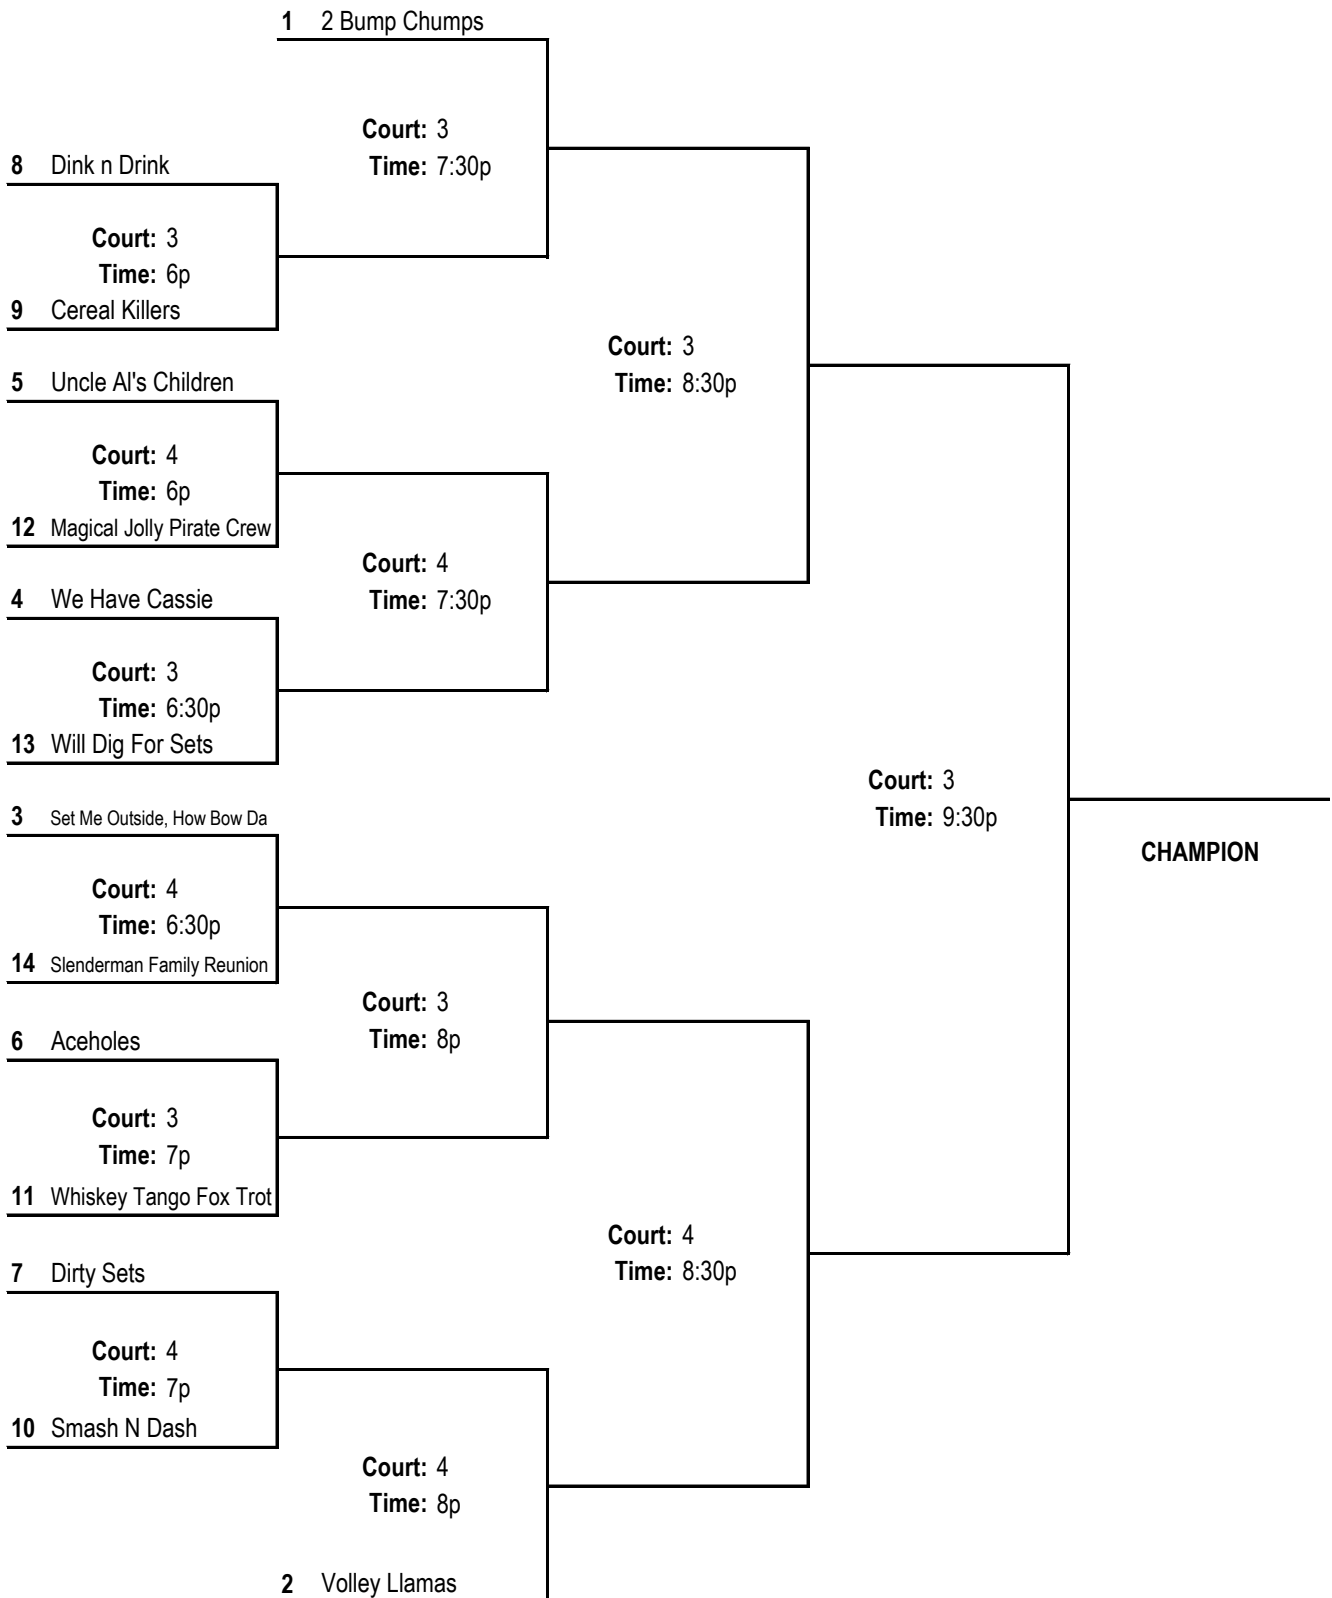 1 2 Bump Chumps
Court: 3
Time: 7:30p
8 Dink n Drink
Court: 3
Time: 6p
9 Cereal Killers
Court: 3
Time: 8:30p
5 Uncle Al's Children
Court: 4
Time: 6p
12 Magical Jolly Pirate Crew
Court: 4
Time: 7:30p
4 We Have Cassie
Court: 3
Time: 6:30p
13 Will Dig For Sets
Court: 3
Time: 9:30p
CHAMPION
3 Set Me Outside, How Bow Da
Court: 4
Time: 6:30p
14 Slenderman Family Reunion
Court: 3
Time: 8p
6 Aceholes
Court: 3
Time: 7p
11 Whiskey Tango Fox Trot
Court: 4
Time: 8:30p
7 Dirty Sets
Court: 4
Time: 7p
10 Smash N Dash
Court: 4
Time: 8p
2 Volley Llamas